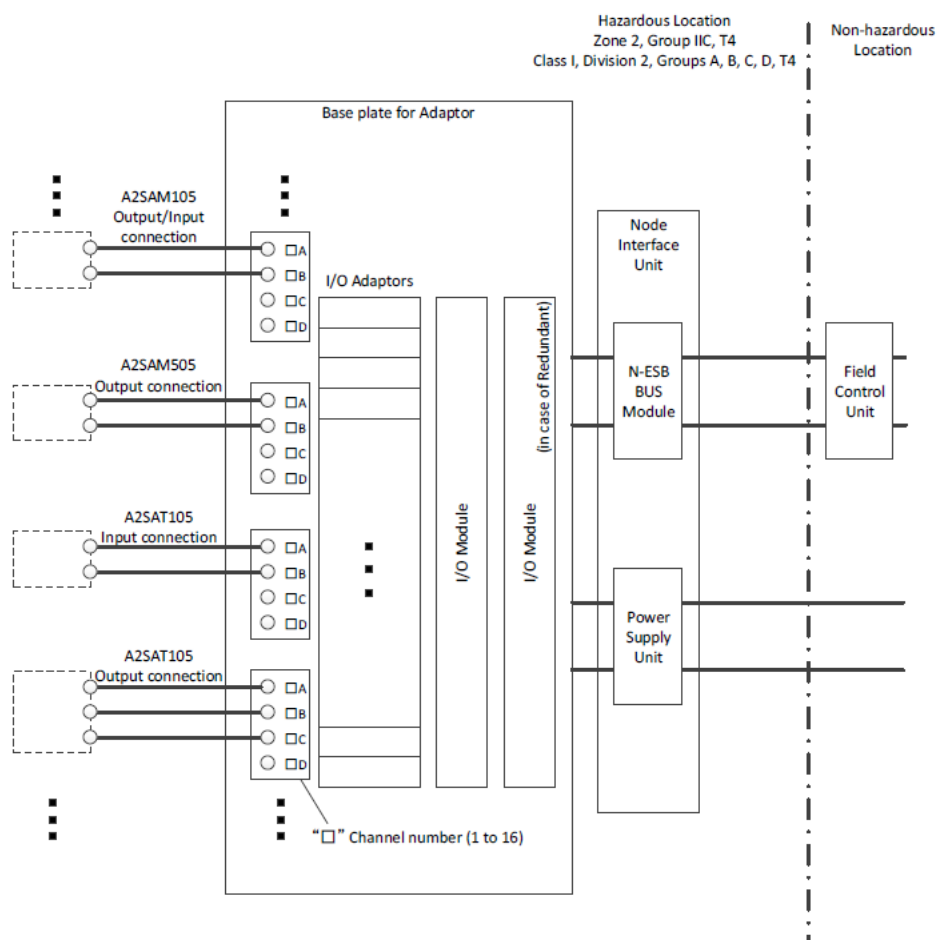 Hazardous Location
Zone 2, Group IIC, T4
Class I, Division 2, Groups A, B, C, D, T4
Non-hazardous
Location
Base plate for Adaptor
A2SAM105
Output/Input
connection
□A
□B
□C
□D
I/O Adaptors
Node
Interface
Unit
A2SAM505
Output connection
□A
□B
□C
□D
I/O Module
I/O Module
(in case of Redundant)
N-ESB
BUS
Module
Field
Control
Unit
A2SAT105
Input connection
□A
□B
□C
□D
Power
Supply
Unit
A2SAT105
Output connection
□A
□B
□C
□D
“□” Channel number (1 to 16)